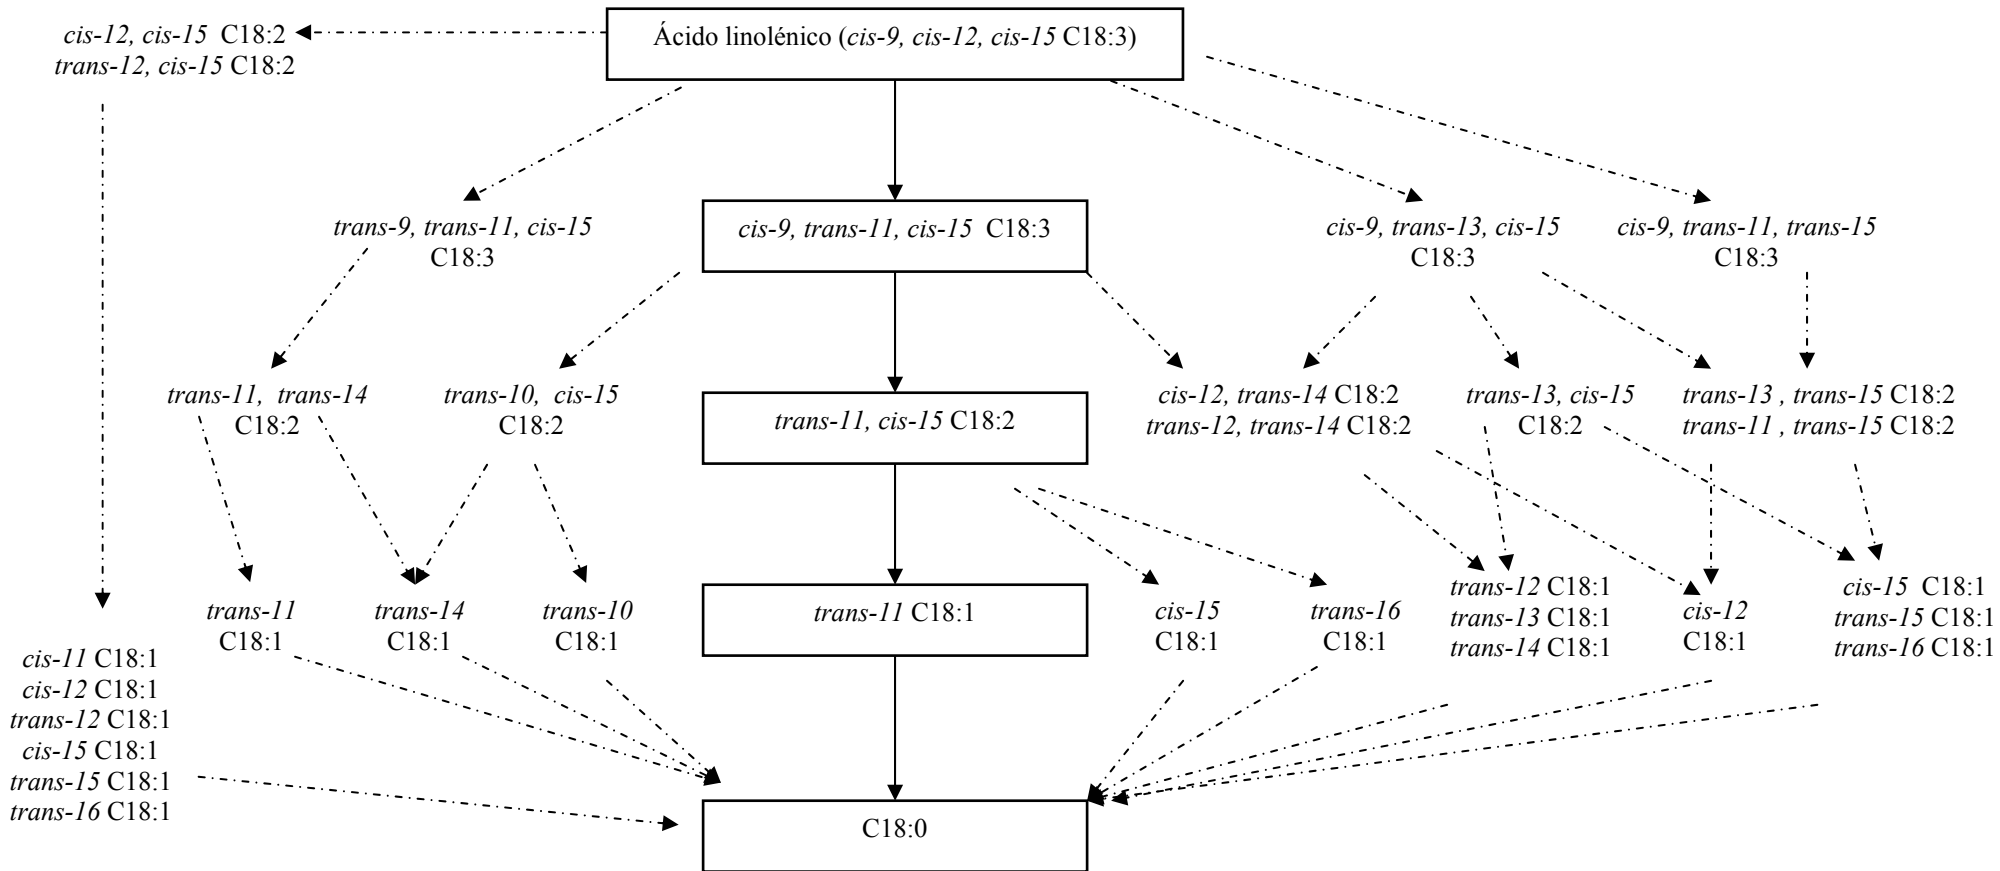 cis-12, cis-15 C18:2
trans-12, cis-15 C18:2
Ácido linolénico (cis-9, cis-12, cis-15 C18:3)
trans-9, trans-11, cis-15
C18:3
cis-9, trans-11, cis-15 C18:3
cis-9, trans-13, cis-15
C18:3
cis-9, trans-11, trans-15
C18:3
trans-11, trans-14
C18:2
trans-10, cis-15
C18:2
trans-11, cis-15 C18:2
cis-12, trans-14 C18:2
trans-12, trans-14 C18:2
trans-13, cis-15
C18:2
trans-13 , trans-15 C18:2
trans-11 , trans-15 C18:2
trans-11
C18:1
trans-14
C18:1
trans-10
C18:1
trans-11 C18:1
cis-15
C18:1
trans-16
C18:1
trans-12 C18:1
trans-13 C18:1
trans-14 C18:1
cis-12
C18:1
cis-15 C18:1
trans-15 C18:1
trans-16 C18:1
cis-11 C18:1
cis-12 C18:1
trans-12 C18:1
cis-15 C18:1
trans-15 C18:1
trans-16 C18:1
C18:0